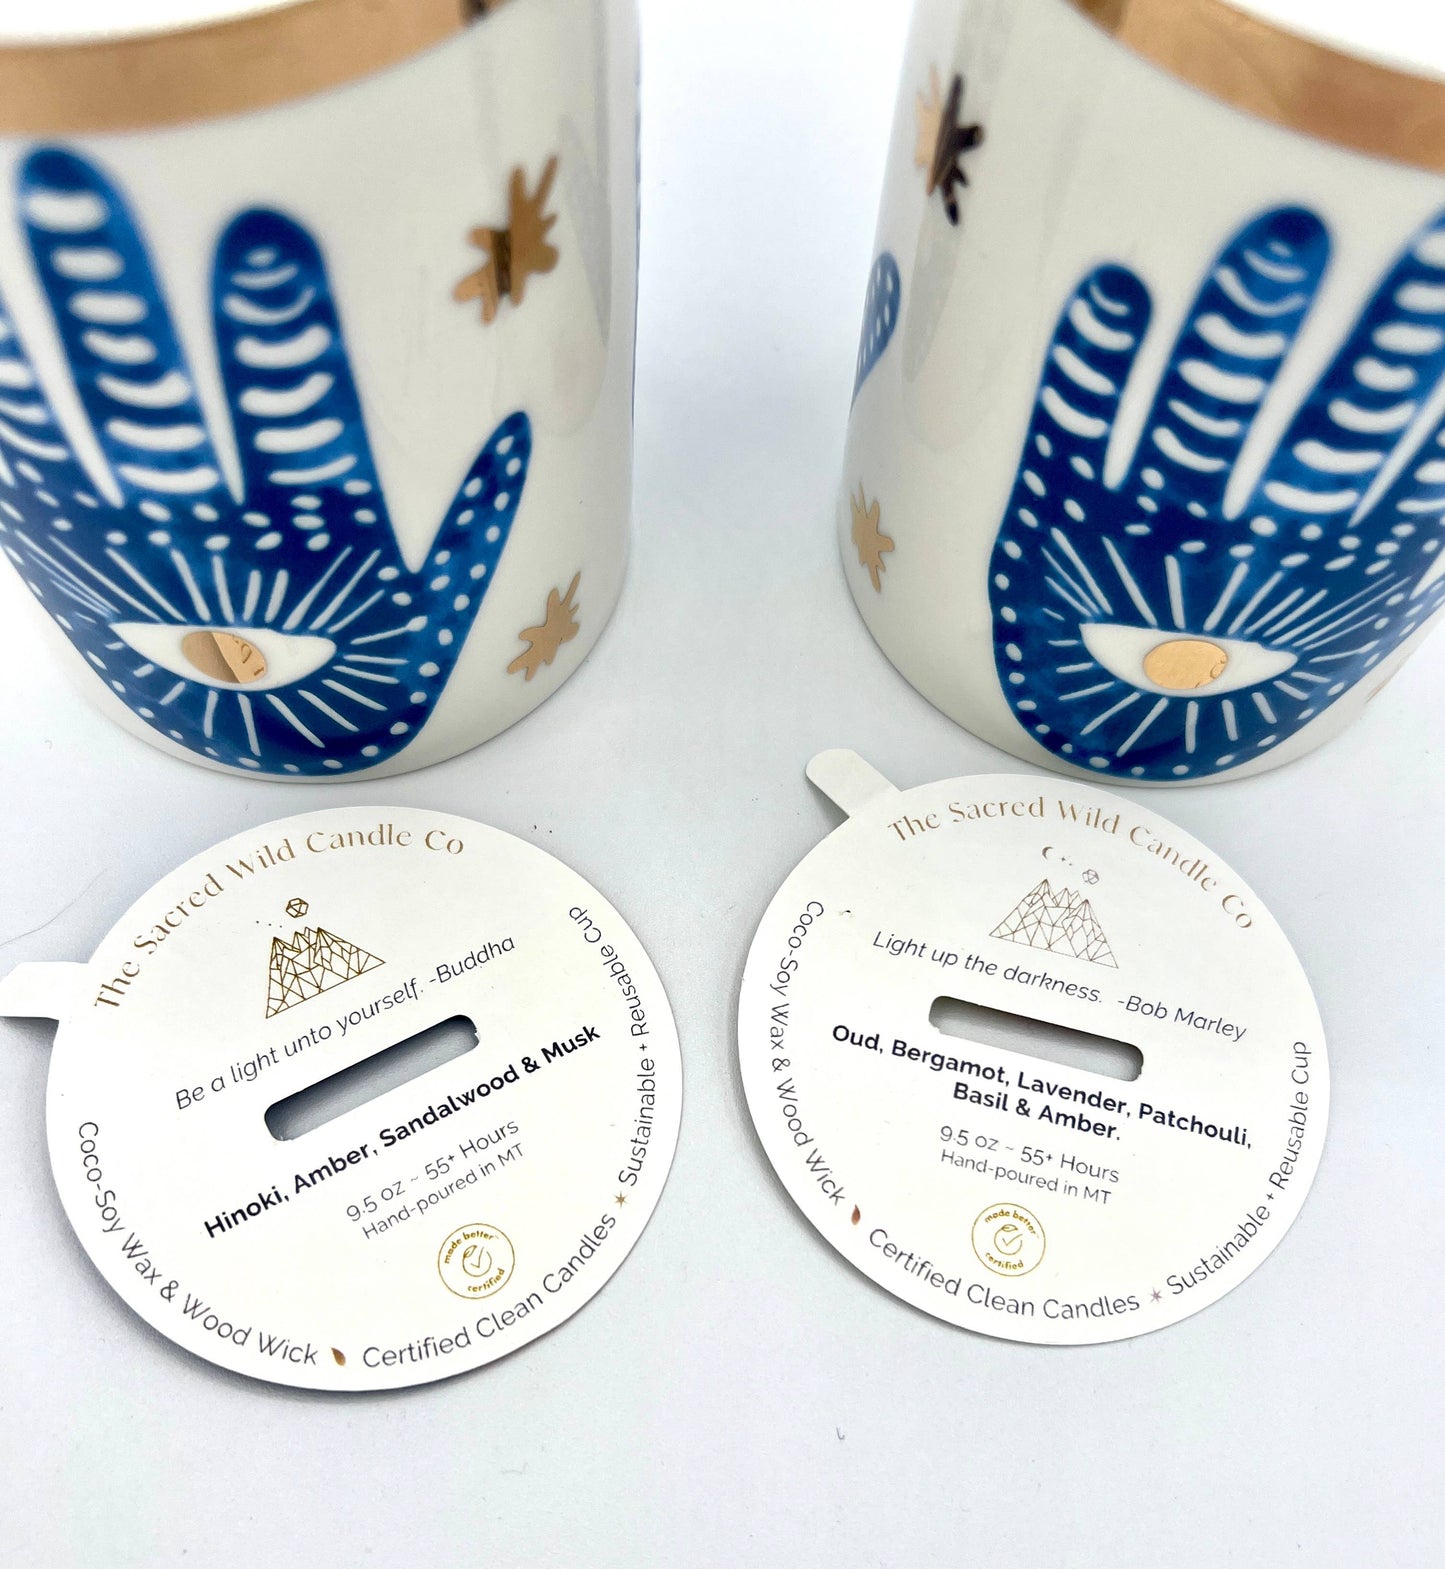 The Sacred Wild Candle Co
Be a light unto yourself. -Buddha
Hinoki, Amber, Sandalwood & Musk
9.5 oz ~ 55+ Hours
Hand-poured in MT
made better™
certified
Coco-Soy Wax & Wood Wick
Certified Clean Candles
Sustainable + Reusable Cup
The Sacred Wild Candle Co
Light up the darkness. -Bob Marley
Oud, Bergamot, Lavender, Patchouli,
Basil & Amber.
9.5 oz ~ 55+ Hours
Hand-poured in MT
made better™
certified
Coco-Soy Wax & Wood Wick
Certified Clean Candles
Sustainable + Reusable Cup